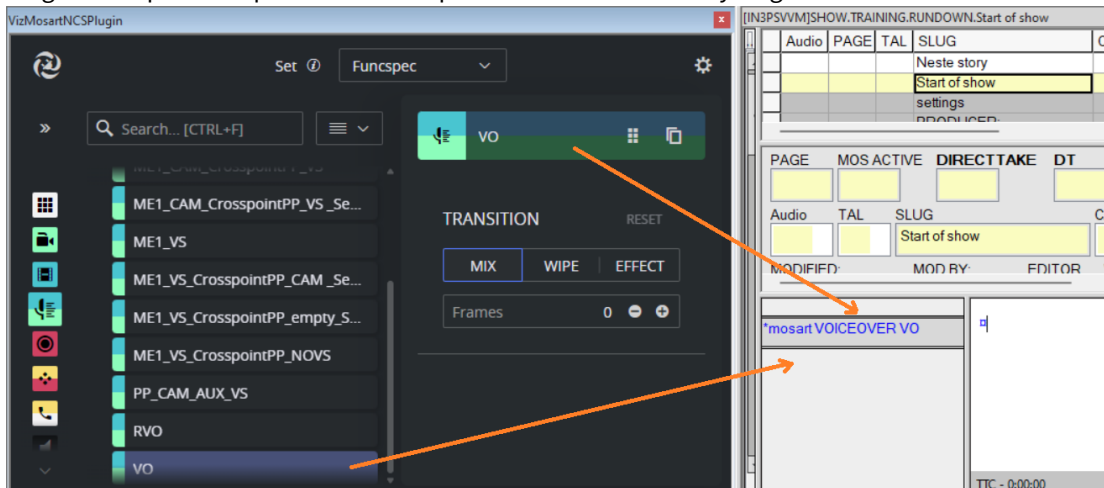 VizMosartNCSPlugin
Set
Funcspec
Search... [CTRL+F]
ME1_CAM_CrosspointPP_VS _Se...
ME1_VS
ME1_VS_CrosspointPP_CAM _Se...
ME1_VS_CrosspointPP_empty_S...
ME1_VS_CrosspointPP_NOVS
PP_CAM_AUX_VS
RVO
VO
VO
TRANSITION RESET
MIX WIPE EFFECT
Frames 0
[IN3PSVVM]SHOW.TRAINING.RUNDOWN.Start of show
Audio PAGE TAL SLUG
Neste story
Start of show
settings
PRODUCER:
PAGE MOS ACTIVE DIRECTTAKE DT
Audio TAL SLUG
Start of show
MODIFIED: MOD BY: EDITOR
*mosart VOICEOVER VO
TTC - 0:00:00